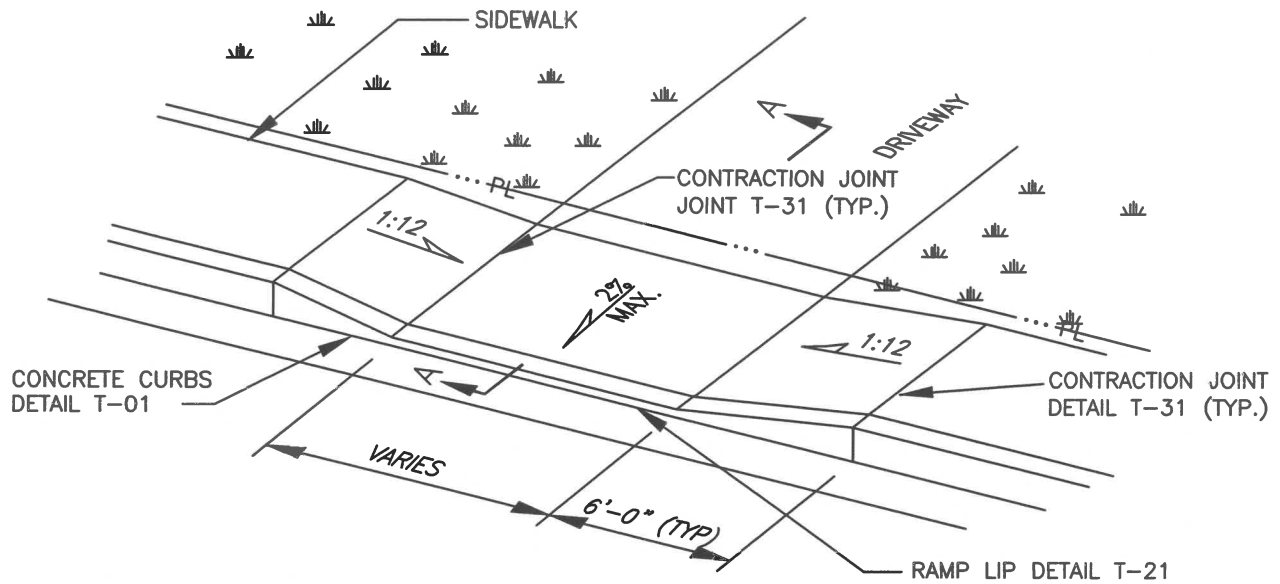 SIDEWALK
A
DRIVEWAY
CONTRACTION JOINT
JOINT T-31 (TYP.)
PL
1:12
2%
MAX.
1:12
PL
A
CONCRETE CURBS
DETAIL T-01
CONTRACTION JOINT
DETAIL T-31 (TYP.)
VARIES
6'-0" (TYP)
RAMP LIP DETAIL T-21